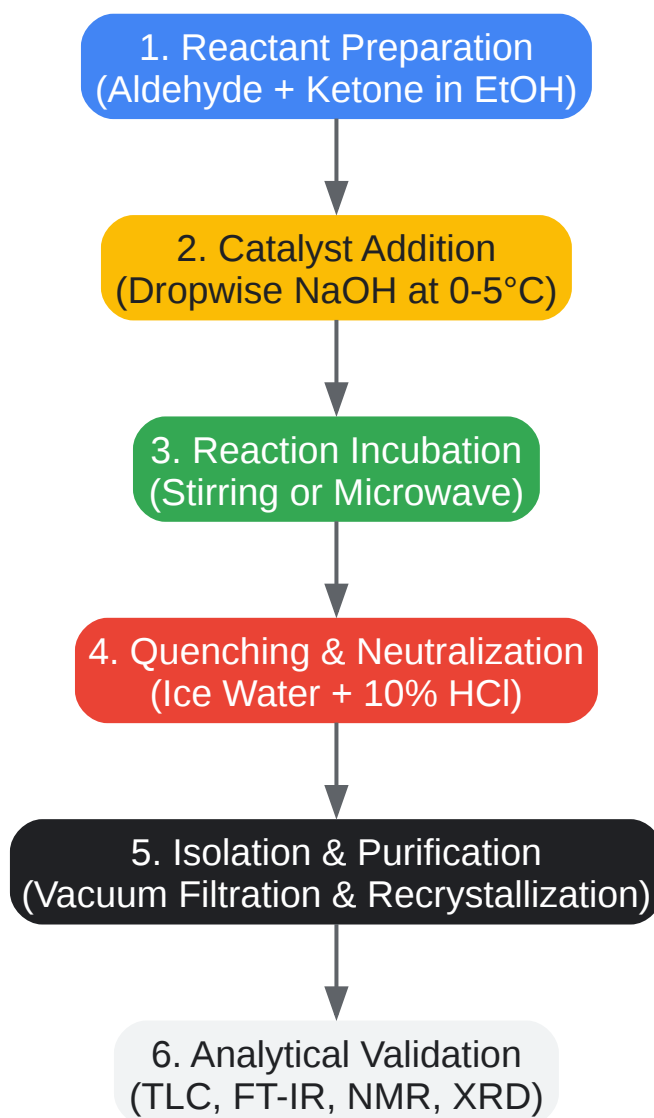 1. Reactant Preparation
(Aldehyde + Ketone in EtOH)
2. Catalyst Addition
(Dropwise NaOH at 0-5°C)
3. Reaction Incubation
(Stirring or Microwave)
4. Quenching & Neutralization
(Ice Water + 10% HCl)
5. Isolation & Purification
(Vacuum Filtration & Recrystallization)
6. Analytical Validation
(TLC, FT-IR, NMR, XRD)